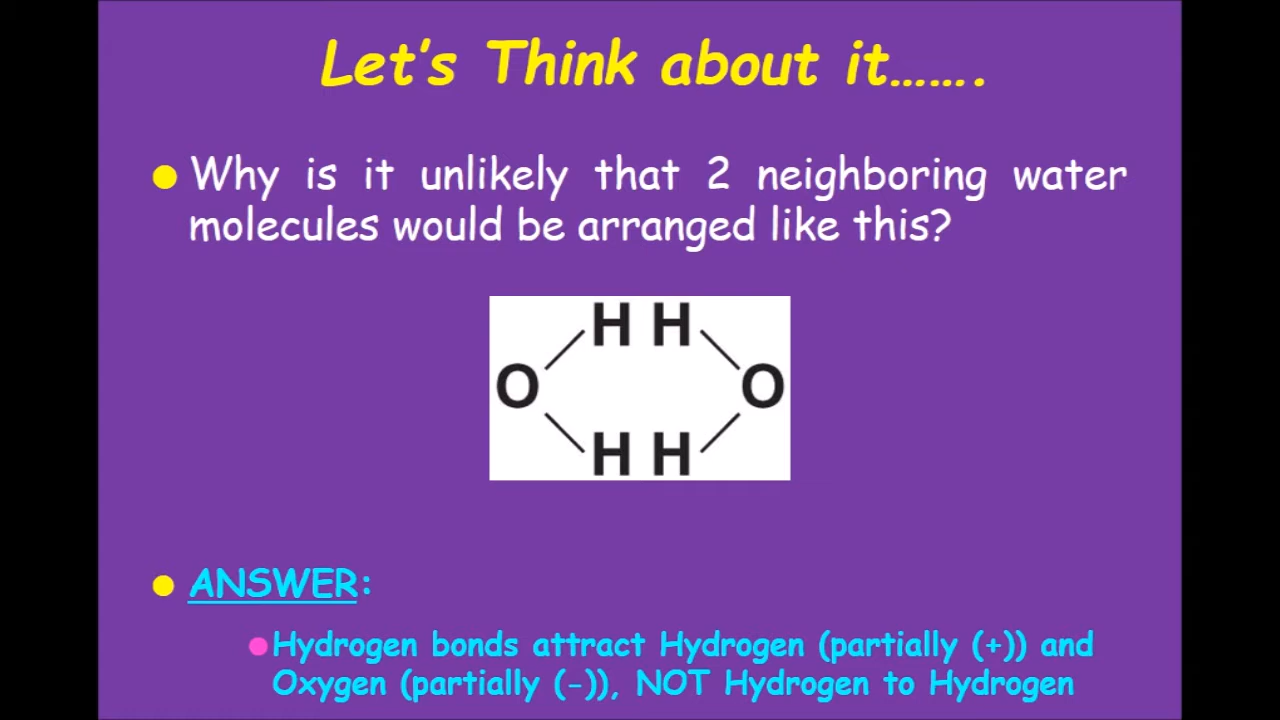 Let's Think about it…….
Why is it unlikely that 2 neighboring water
molecules would be arranged like this?
H H
O O
H H
ANSWER:
Hydrogen bonds attract Hydrogen (partially (+)) and
Oxygen (partially (-)), NOT Hydrogen to Hydrogen